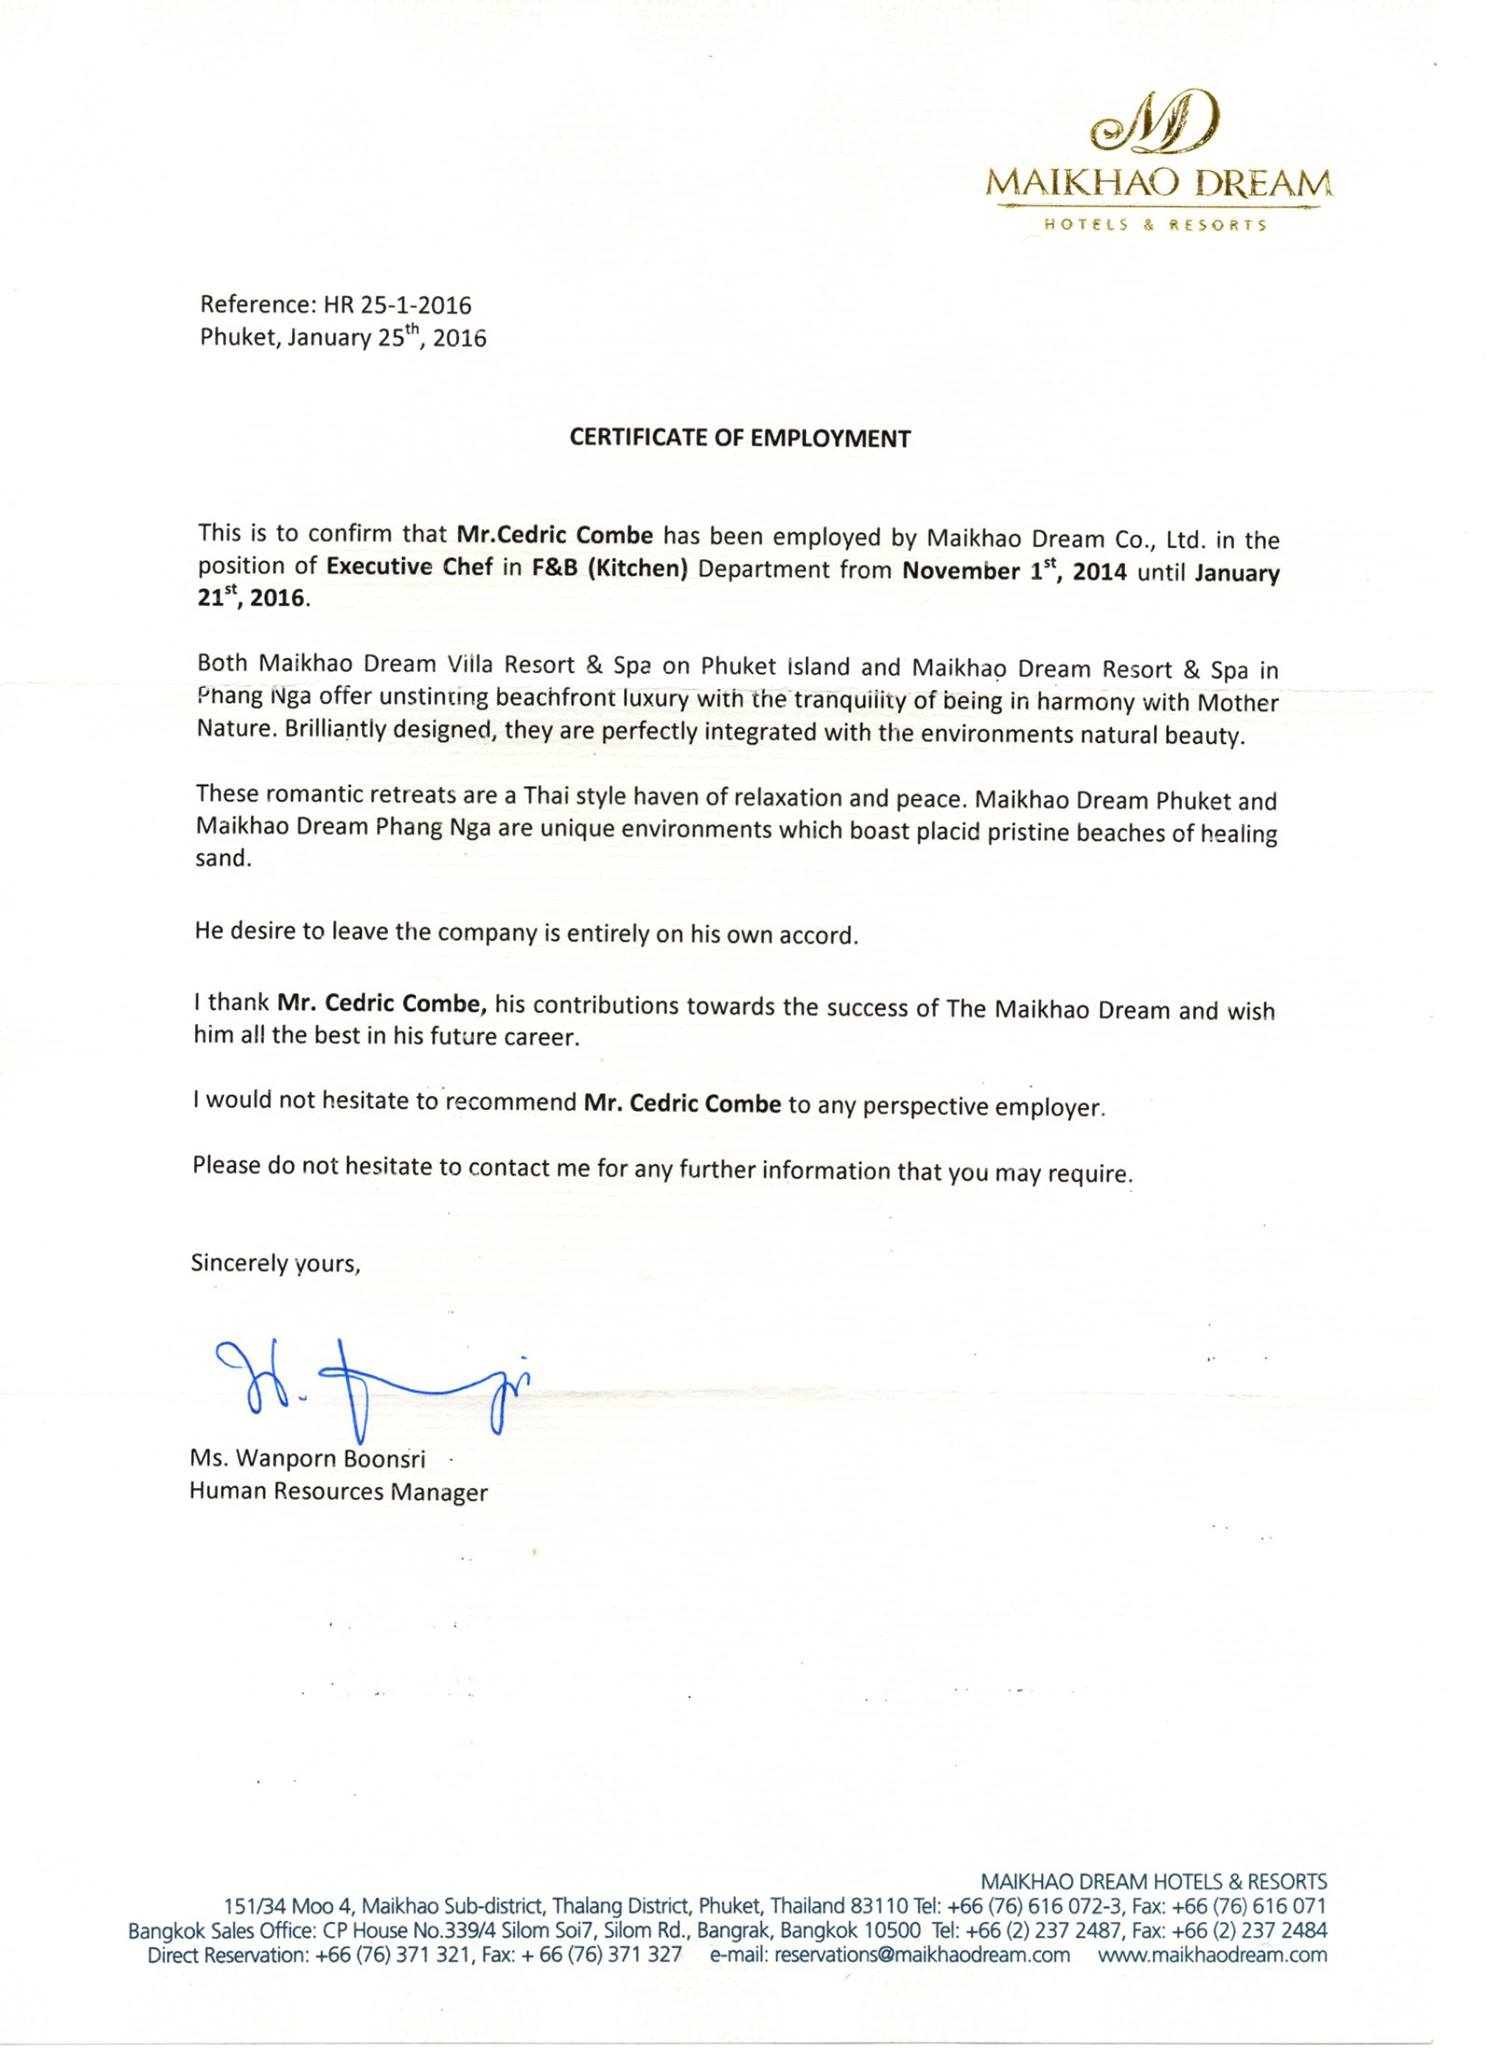 MD
MAIKHAO DREAM
HOTELS & RESORTS
Reference: HR 25-1-2016
Phuket, January 25th, 2016
CERTIFICATE OF EMPLOYMENT
This is to confirm that Mr.Cedric Combe has been employed by Maikhao Dream Co., Ltd. in the
position of Executive Chef in F&B (Kitchen) Department from November 1st, 2014 until January
21st, 2016.
Both Maikhao Dream Villa Resort & Spa on Phuket Island and Maikhao Dream Resort & Spa in
Phang Nga offer unstinting beachfront luxury with the tranquility of being in harmony with Mother
Nature. Brilliantly designed, they are perfectly integrated with the environments natural beauty.
These romantic retreats are a Thai style haven of relaxation and peace. Maikhao Dream Phuket and
Maikhao Dream Phang Nga are unique environments which boast placid pristine beaches of healing
sand.
He desire to leave the company is entirely on his own accord.
I thank Mr. Cedric Combe, his contributions towards the success of The Maikhao Dream and wish
him all the best in his future career.
I would not hesitate to recommend Mr. Cedric Combe to any perspective employer.
Please do not hesitate to contact me for any further information that you may require.
Sincerely yours,
Ms. Wanporn Boonsri
Human Resources Manager
MAIKHAO DREAM HOTELS & RESORTS
151/34 Moo 4, Maikhao Sub-district, Thalang District, Phuket, Thailand 83110 Tel: +66 (76) 616 072-3, Fax: +66 (76) 616 071
Bangkok Sales Office: CP House No.339/4 Silom Soi7, Silom Rd., Bangrak, Bangkok 10500 Tel: +66 (2) 237 2487, Fax: +66 (2) 237 2484
Direct Reservation: +66 (76) 371 321, Fax: + 66 (76) 371 327 e-mail: reservations@maikhaodream.com www.maikhaodream.com